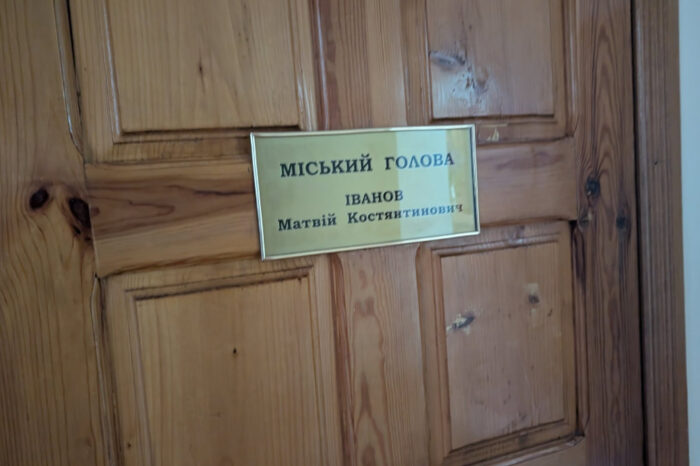 МІСЬКИЙ ГОЛОВА
ІВАНОВ
Матвій Костянтинович